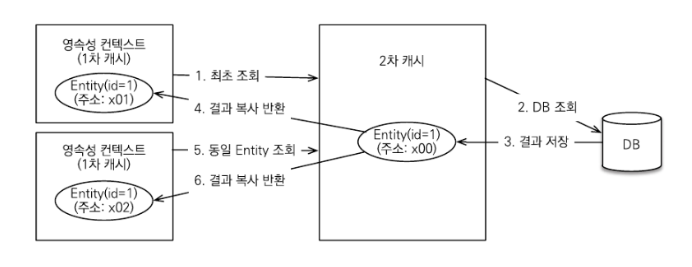 영속성 컨텍스트
(1차 캐시)
Entity(id=1)
(주소: x01)
1. 최초 조회
4. 결과 복사 반환
영속성 컨텍스트
(1차 캐시)
Entity(id=1)
(주소: x02)
5. 동일 Entity 조회
6. 결과 복사 반환
2차 캐시
Entity(id=1)
(주소: x00)
2. DB 조회
3. 결과 저장
DB